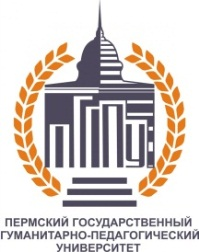 ПГГПУ
ПЕРМСКИЙ ГОСУДАРСТВЕННЫЙ
ГУМАНИТАРНО-ПЕДАГОГИЧЕСКИЙ
УНИВЕРСИТЕТ